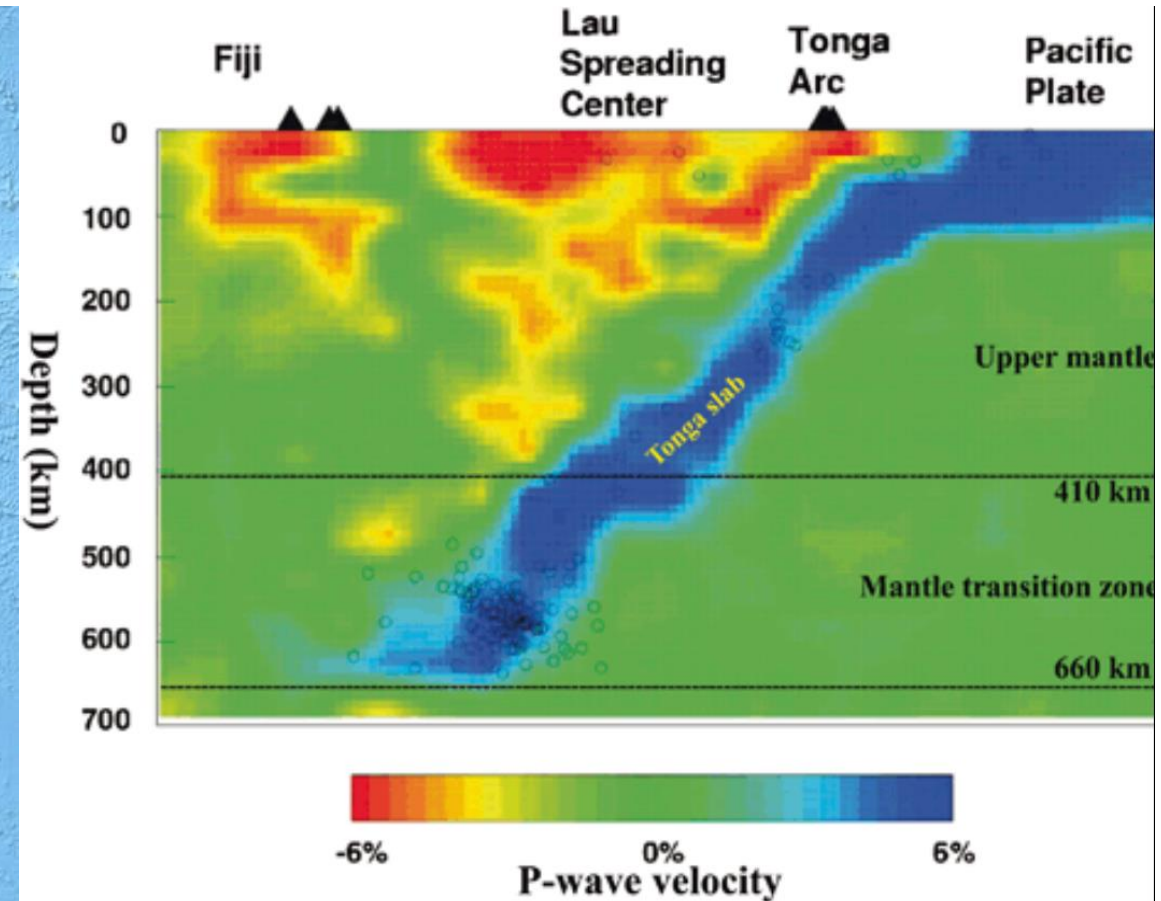 Fiji
Lau
Spreading
Center
Tonga
Arc
Pacific
Plate
0
100
200
300
400
500
600
700
Depth (km)
Upper mantle
Tonga slab
410 km
Mantle transition zone
660 km
-6%
0%
6%
P-wave velocity